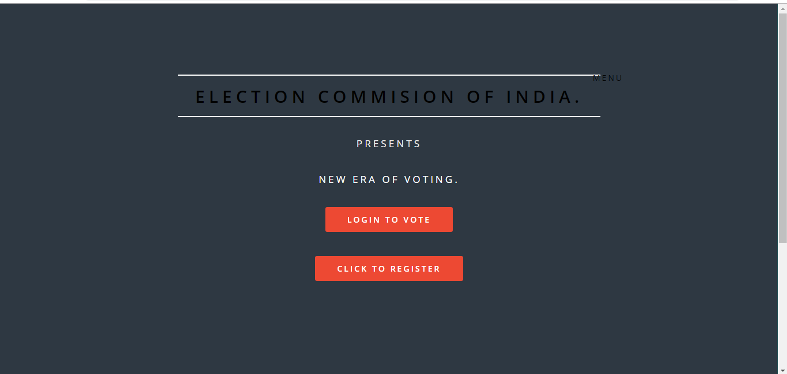 MENU
ELECTION COMMISION OF INDIA.
PRESENTS
NEW ERA OF VOTING.
LOGIN TO VOTE
CLICK TO REGISTER